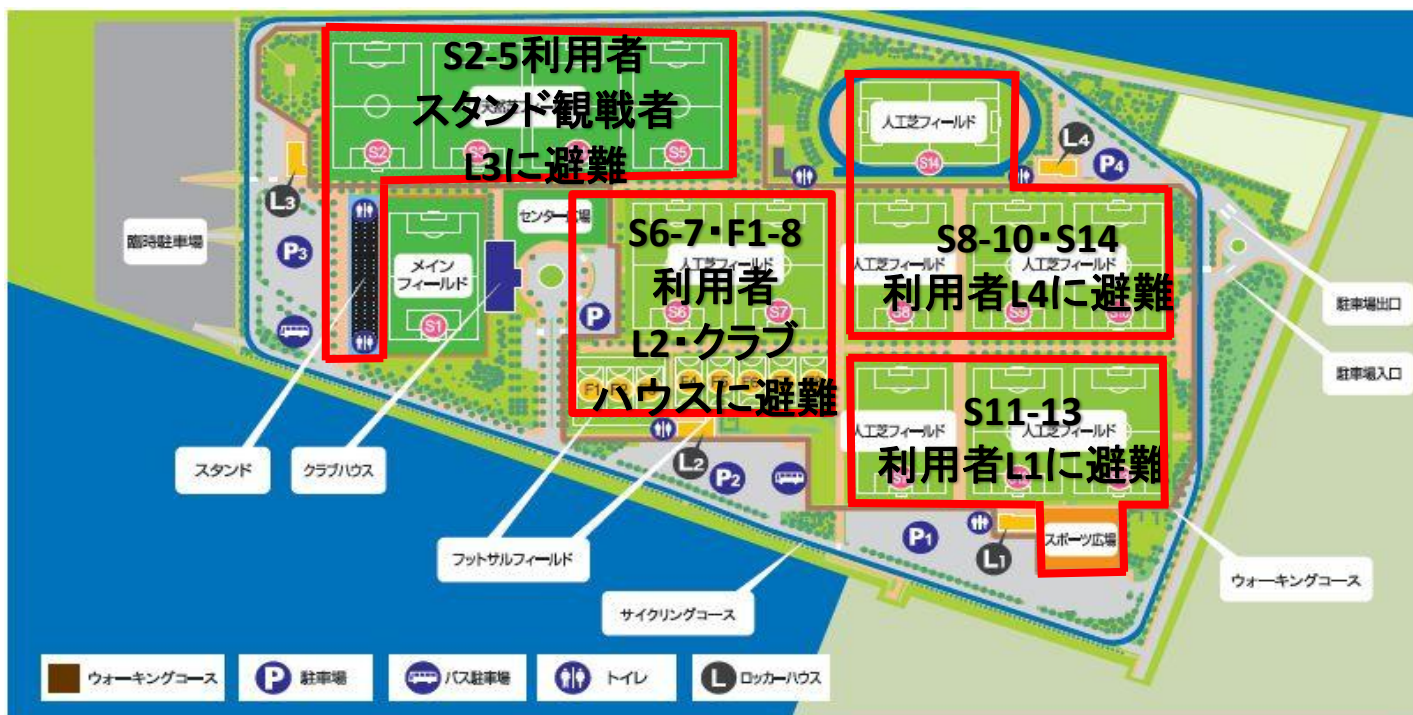 S2-5利用者
スタンド観戦者
L3に避難
S2
S3
S5
人工芝フィールド
S14
L4
P4
L3
臨時駐車場
P3
メイン
フィールド
S1
センター広場
P
S6-7・F1-8
利用者
L2・クラブ
ハウスに避難
人工芝フィールド
S6
S7
F1
S8-10・S14
利用者L4に避難
人工芝フィールド
人工芝フィールド
S8
S9
S10
駐車場出口
駐車場入口
S11-13
利用者L1に避難
人工芝フィールド
人工芝フィールド
スタンド
クラブハウス
L2
P2
P1
L1
スポーツ広場
フットサルフィールド
サイクリングコース
ウォーキングコース
ウォーキングコース
P 駐車場
バス駐車場
トイレ
L ロッカーハウス